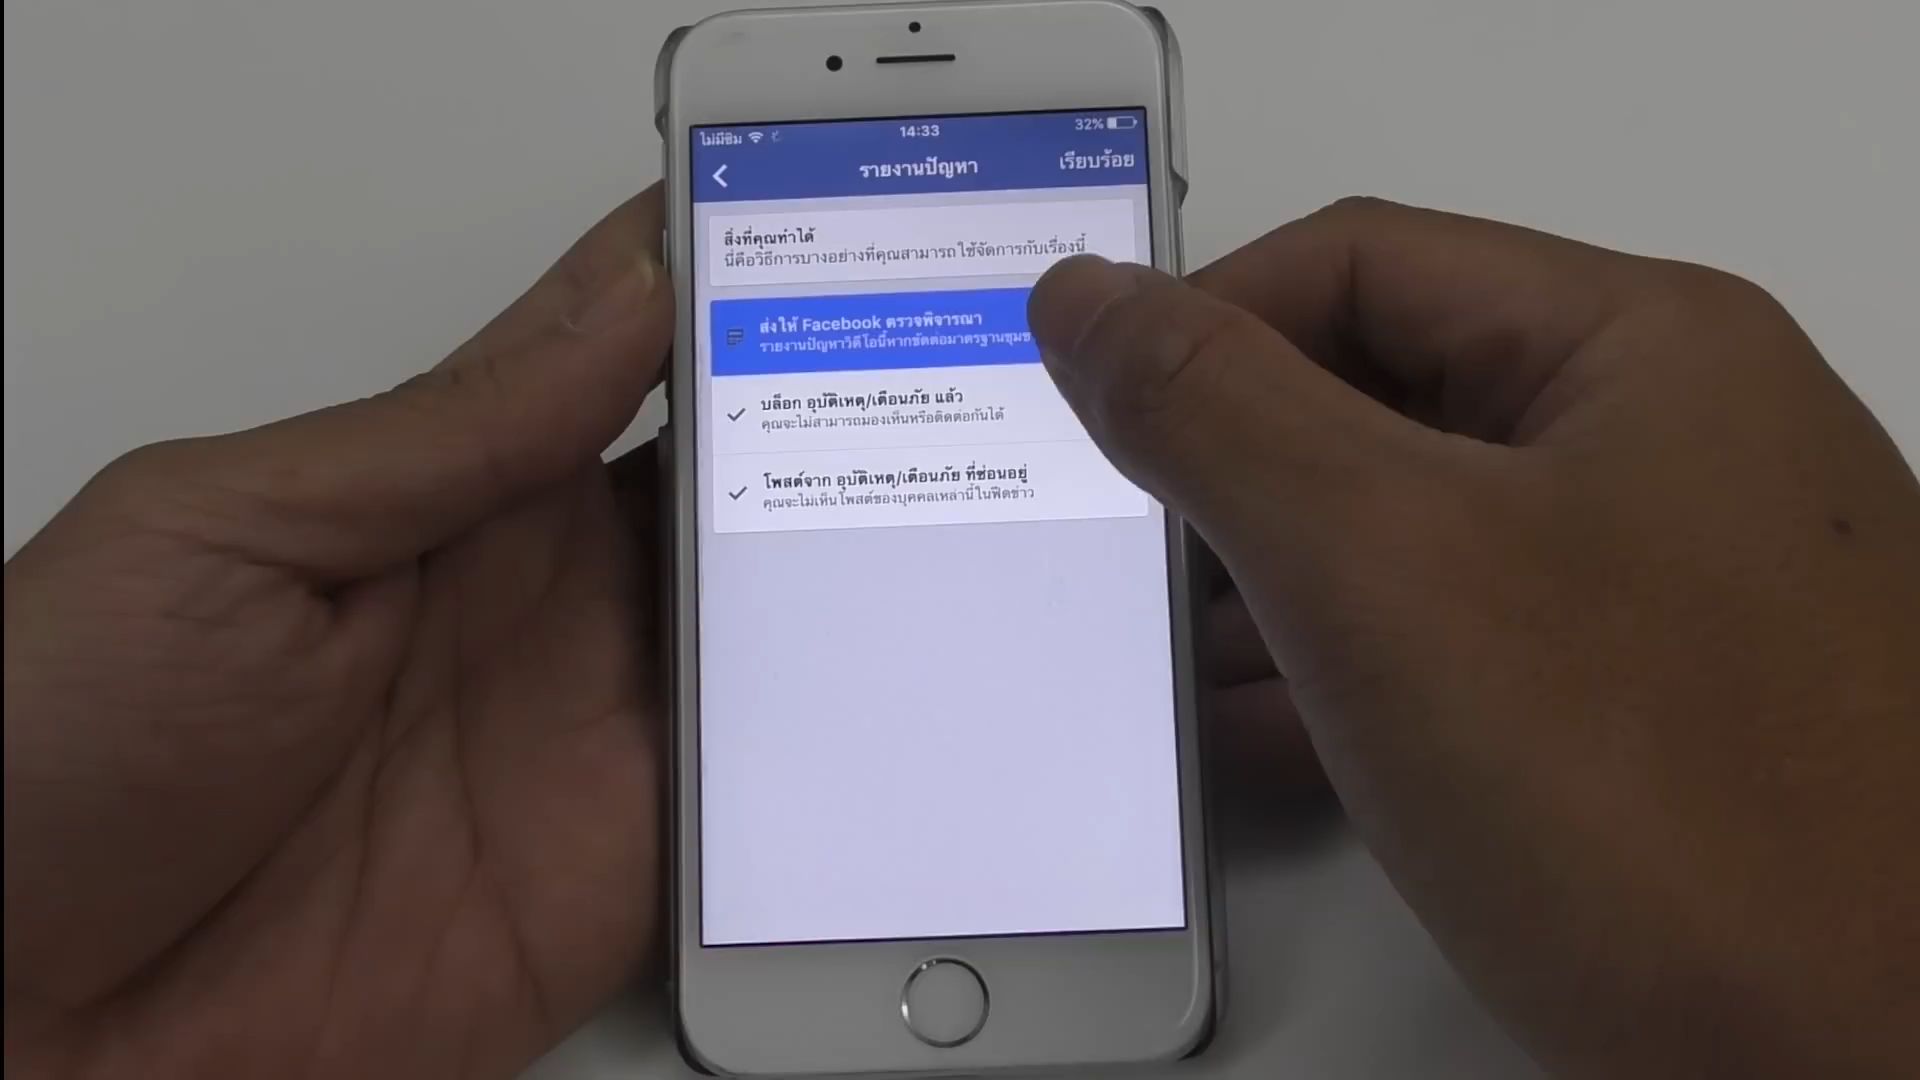 ไม่มีซิม 14:33 32%
รายงานปัญหา เรียบร้อย
สิ่งที่คุณทำได้
นี่คือวิธีการบางอย่างที่คุณสามารถใช้จัดการกับเรื่องนี้
ส่งให้ Facebook ตรวจพิจารณา
รายงานปัญหาวิดีโอนี้หากขัดต่อมาตรฐานชุมช
บล็อก อุบัติเหตุ/เตือนภัย แล้ว
คุณจะไม่สามารถมองเห็นหรือติดต่อกันได้
โพสต์จาก อุบัติเหตุ/เตือนภัย ที่ซ่อนอยู่
คุณจะไม่เห็นโพสต์ของบุคคลเหล่านี้ในฟีดข่าว